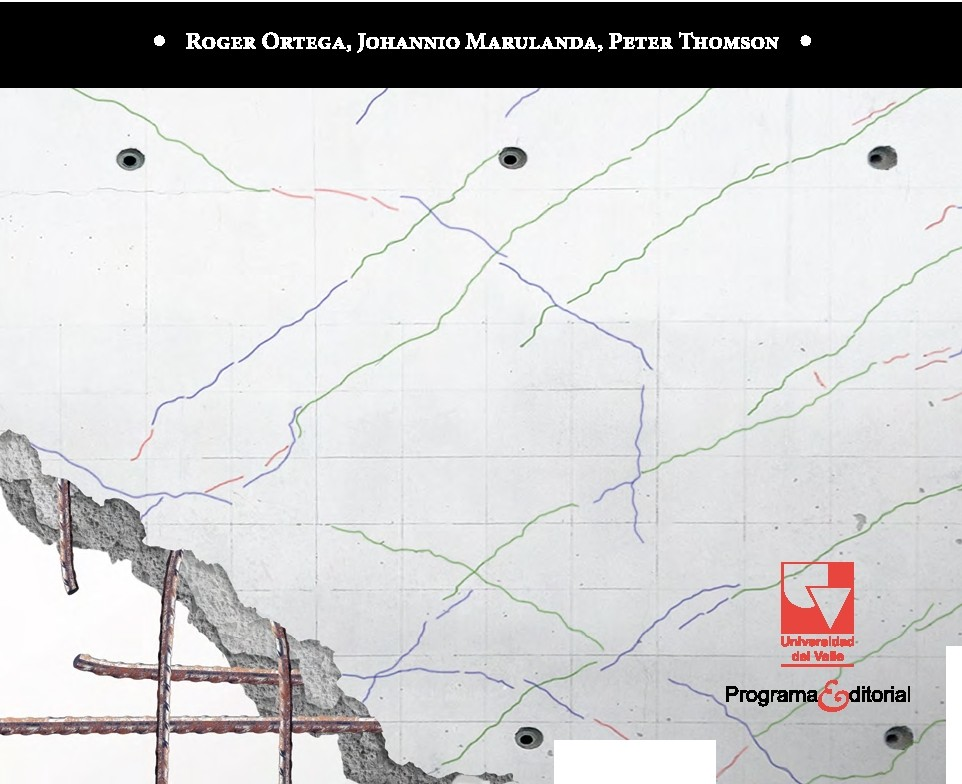 • Roger Ortega, Johannio Marulanda, Peter Thomson •
Universidad
del Valle
Programa Editorial